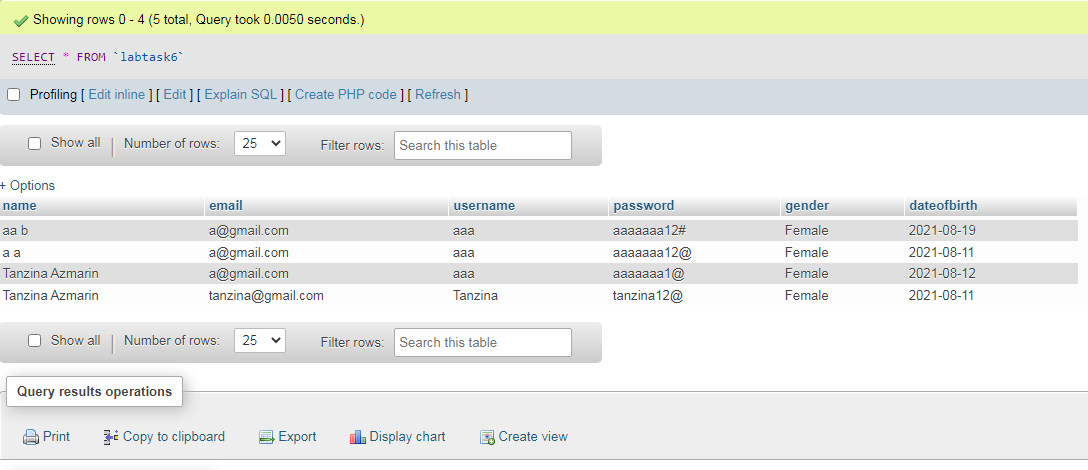 Showing rows 0 - 4 (5 total, Query took 0.0050 seconds.)
SELECT * FROM `labtask6`
Profiling [ Edit inline ] [ Edit ] [ Explain SQL ] [ Create PHP code ] [ Refresh ]
Show all | Number of rows: 25 Filter rows: Search this table
+ Options
name email username password gender dateofbirth
aa b a@gmail.com aaa aaaaaaa12# Female 2021-08-19
a a a@gmail.com aaa aaaaaaa12@ Female 2021-08-11
Tanzina Azmarin a@gmail.com aaa aaaaaaa1@ Female 2021-08-12
Tanzina Azmarin tanzina@gmail.com Tanzina tanzina12@ Female 2021-08-11
Show all | Number of rows: 25 Filter rows: Search this table
Query results operations
Print Copy to clipboard Export Display chart Create view